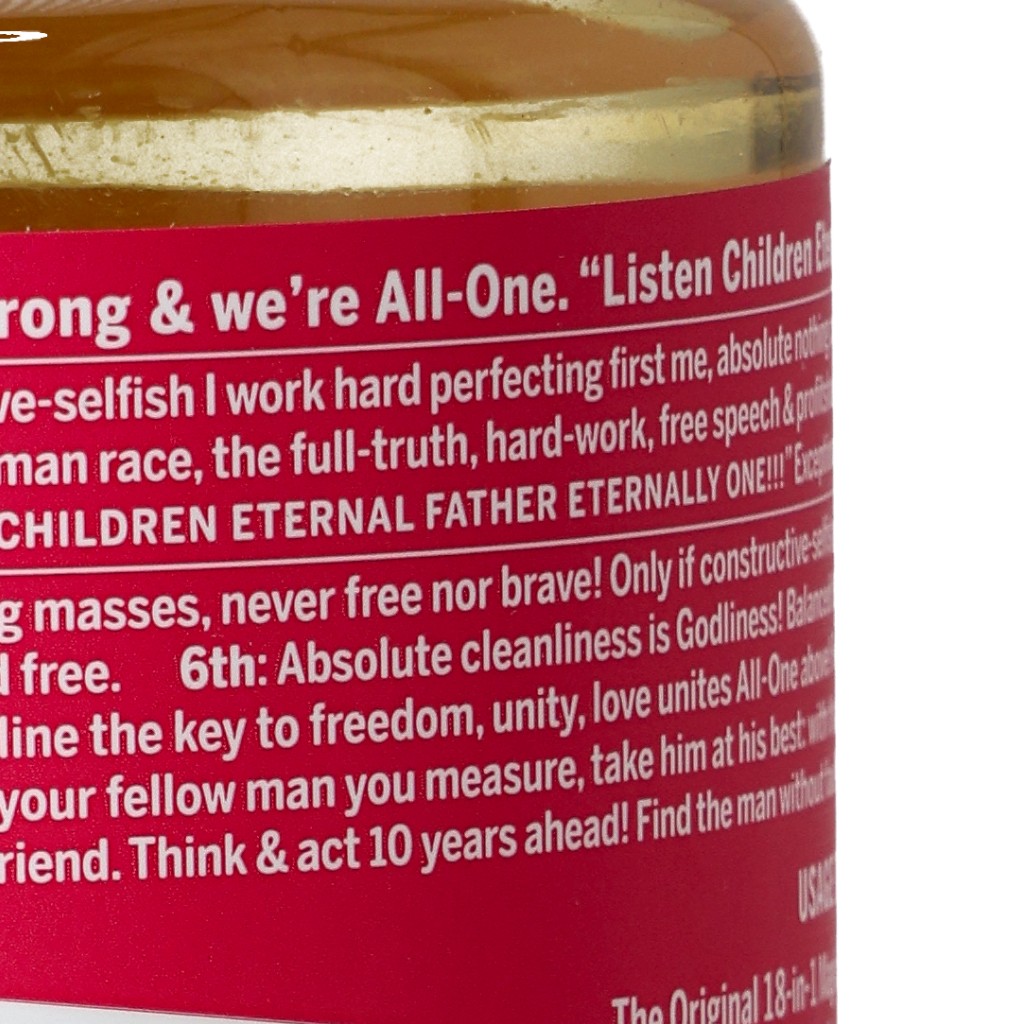 rong & we're All-One. "Listen Children
ve-selfish I work hard perfecting first me, absolute nothing
man race, the full-truth, hard-work, free speech &
CHILDREN ETERNAL FATHER ETERNALLY ONE!!!"
g masses, never free nor brave! Only if constructive-
d free. 6th: Absolute cleanliness is Godliness!
line the key to freedom, unity, love unites All-One
your fellow man you measure, take him at his best: with
riend. Think & act 10 years ahead! Find the man without
USAGE
The Original 18-in-1